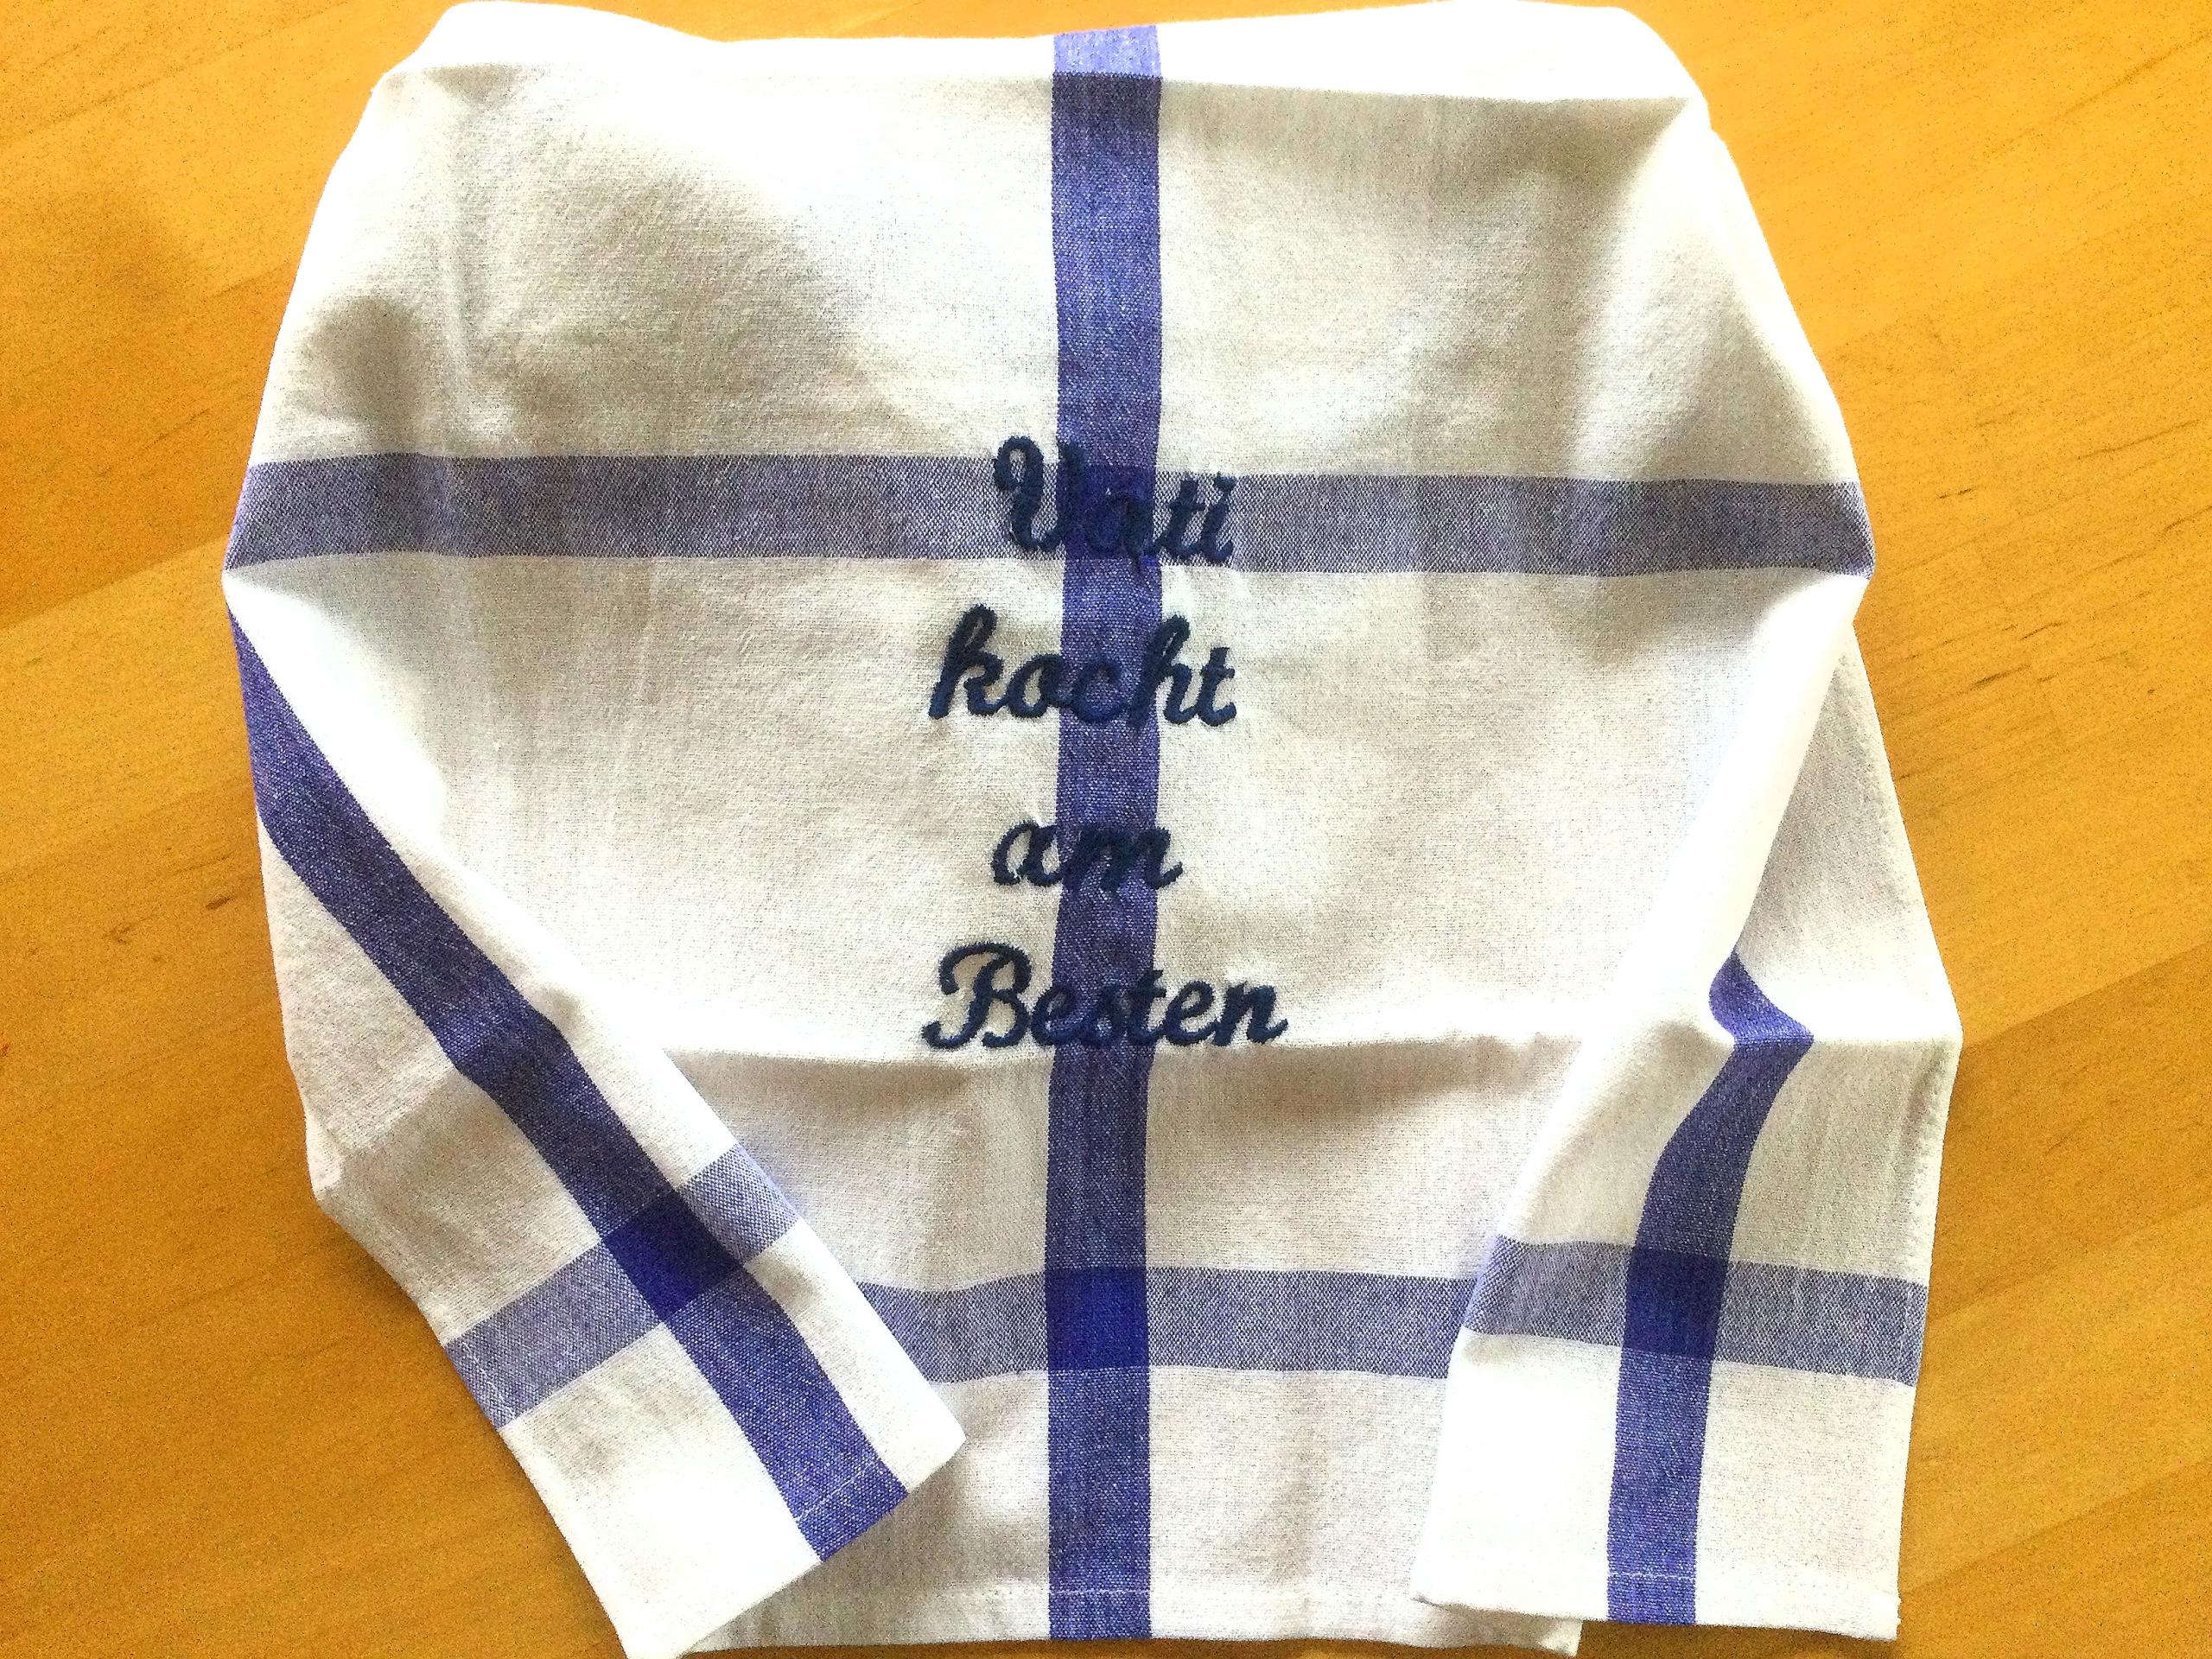 Vati
kocht
am
Besten